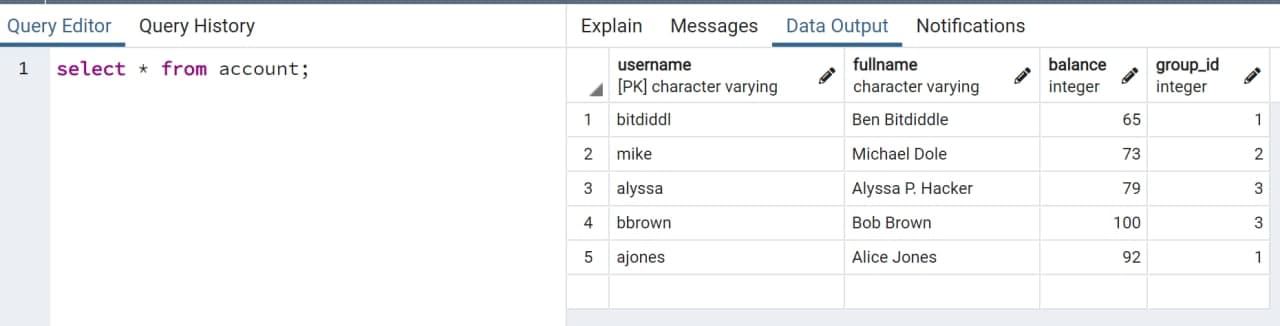 Query Editor Query History
1 select * from account;
Explain Messages Data Output Notifications
username fullname balance group_id
[PK] character varying character varying integer integer
1 bitdiddl Ben Bitdiddle 65 1
2 mike Michael Dole 73 2
3 alyssa Alyssa P. Hacker 79 3
4 bbrown Bob Brown 100 3
5 ajones Alice Jones 92 1